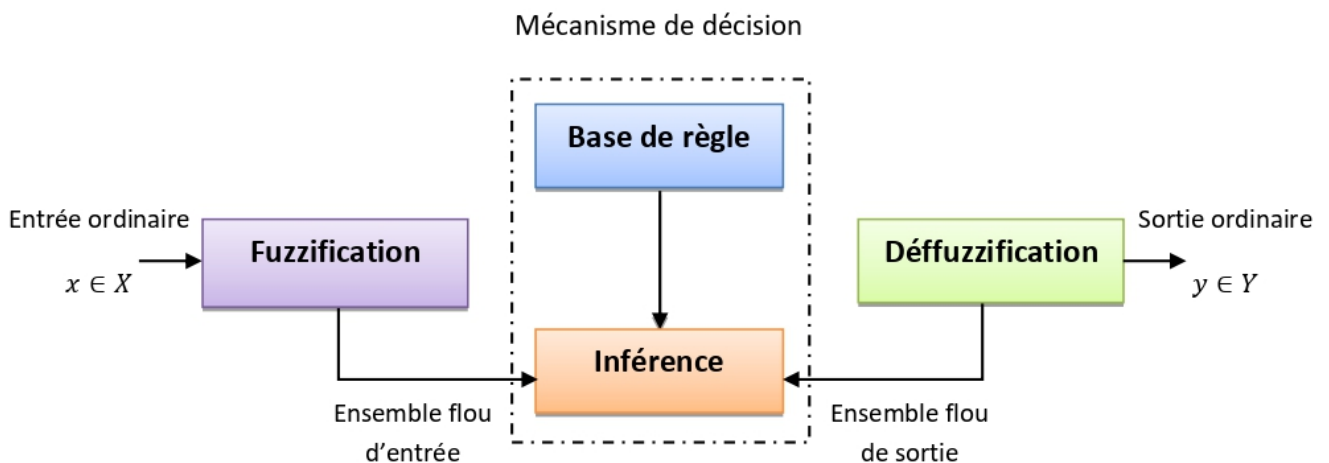 Mécanisme de décision
Base de règle
Entrée ordinaire
x ∈ X
Fuzzification
Déffuzzification
Sortie ordinaire
y ∈ Y
Inférence
Ensemble flou
d’entrée
Ensemble flou
de sortie